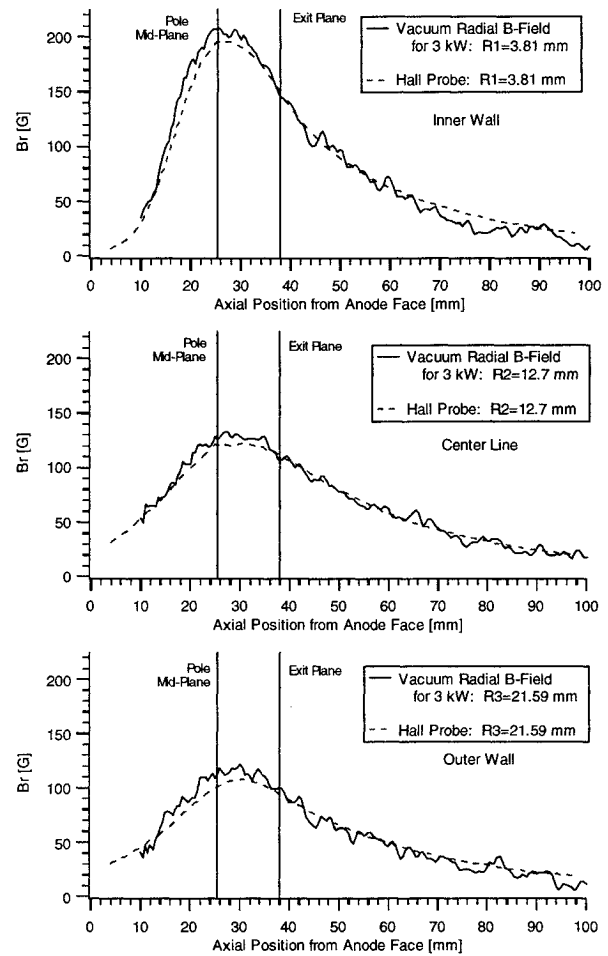 Pole
Mid-Plane
Exit Plane
Vacuum Radial B-Field
for 3 kW: R1=3.81 mm
Hall Probe: R1=3.81 mm
Inner Wall
Br [G]
200
150
100
50
0
0 10 20 30 40 50 60 70 80 90 100
Axial Position from Anode Face [mm]
Pole
Mid-Plane
Exit Plane
Vacuum Radial B-Field
for 3 kW: R2=12.7 mm
Hall Probe: R2=12.7 mm
Center Line
Br [G]
200
150
100
50
0
0 10 20 30 40 50 60 70 80 90 100
Axial Position from Anode Face [mm]
Pole
Mid-Plane
Exit Plane
Vacuum Radial B-Field
for 3 kW: R3=21.59 mm
Hall Probe: R3=21.59 mm
Outer Wall
Br [G]
200
150
100
50
0
0 10 20 30 40 50 60 70 80 90 100
Axial Position from Anode Face [mm]